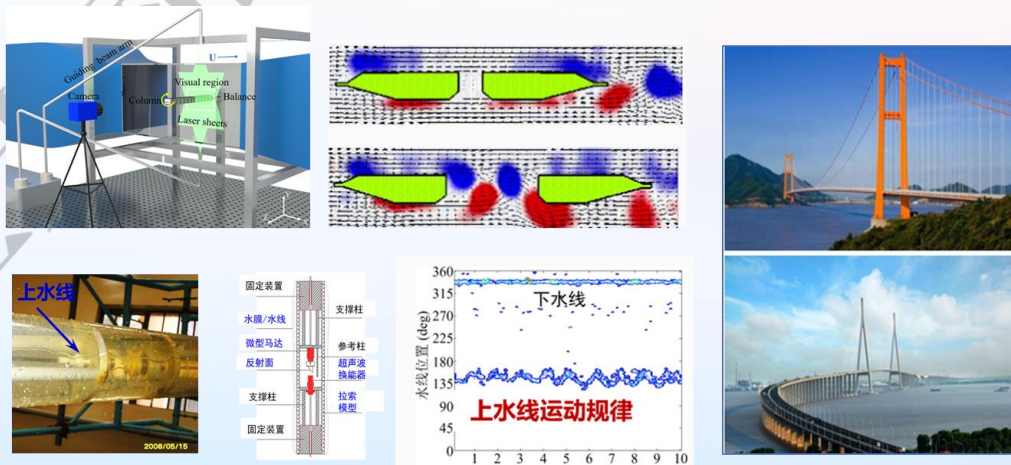 Guiding beam arm
U
Camera
Visual region
Column
Balance
Laser sheets
上水线
2008/05/15
固定装置
支撑柱
水膜/水线
微型马达
参考柱
反射面
超声波
换能器
支撑柱
拉索
模型
固定装置
水线位置 (deg)
360
315
270
225
180
135
90
45
0
下水线
上水线运动规律
1 2 3 4 5 6 7 8 9 10